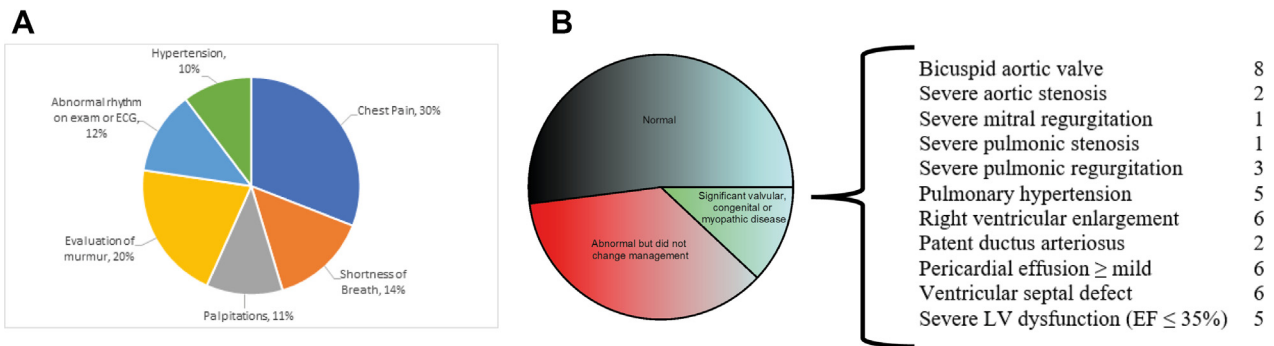 A
Hypertension,
10%
Chest Pain, 30%
Abnormal rhythm
on exam or ECG,
12%
Evaluation of
murmur, 20%
Shortness of
Breath, 14%
Palpitations, 11%
B
Normal
Significant valvular,
congenital or
myopathic disease
Abnormal but did not
change management
Bicuspid aortic valve 8
Severe aortic stenosis 2
Severe mitral regurgitation 1
Severe pulmonic stenosis 1
Severe pulmonic regurgitation 3
Pulmonary hypertension 5
Right ventricular enlargement 6
Patent ductus arteriosus 2
Pericardial effusion ≥ mild 6
Ventricular septal defect 6
Severe LV dysfunction (EF ≤ 35%) 5